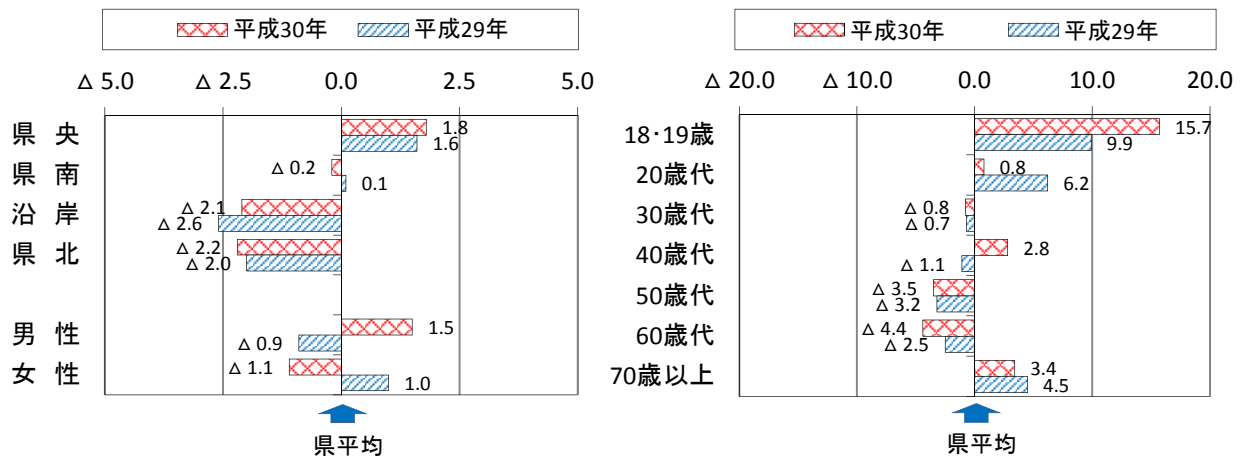 平成30年 平成29年
Δ 5.0 Δ 2.5 0.0 2.5 5.0
県 央 1.8
1.6
県 南 Δ 0.2
0.1
沿 岸 Δ 2.1
Δ 2.6
県 北 Δ 2.2
Δ 2.0
男 性 1.5
Δ 0.9
女 性 Δ 1.1
1.0
県平均
平成30年 平成29年
Δ 20.0 Δ 10.0 0.0 10.0 20.0
18･19歳 15.7
9.9
20歳代 0.8
6.2
30歳代 Δ 0.8
Δ 0.7
40歳代 2.8
Δ 1.1
50歳代 Δ 3.5
Δ 3.2
60歳代 Δ 4.4
Δ 2.5
70歳以上 3.4
4.5
県平均